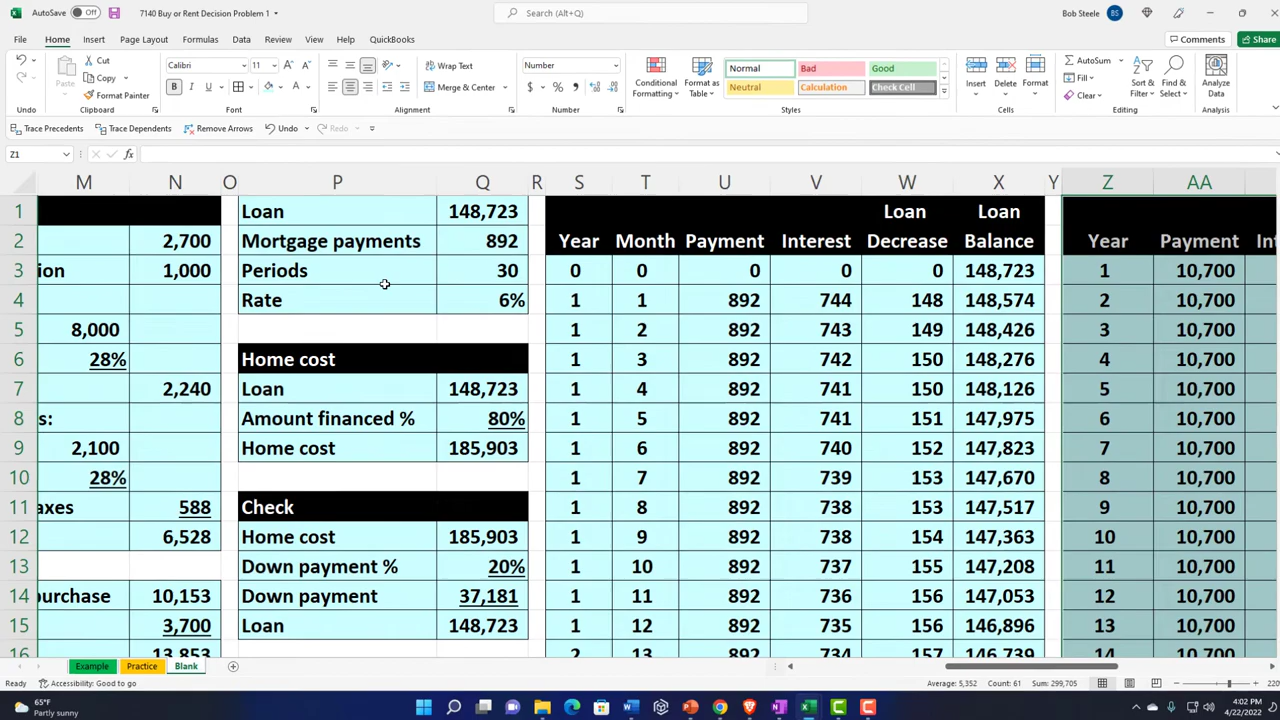 AutoSave Off 7140 Buy or Rent Decision Problem 1 Search (Alt+Q) Bob Steele BS
File Home Insert Page Layout Formulas Data Review View Help QuickBooks Comments Share
Cut Calibri 11 Wrap Text Number Normal Bad Good AutoSum
Paste Copy Conditional Format as Insert Delete Format Fill Sort & Find & Analyze
Format Painter B I U Merge & Center $ % Formatting Table Neutral Calculation Check Cell Clear Filter Select Data
Undo Clipboard Font Alignment Number Styles Cells Editing Analysis
Trace Precedents Trace Dependents Remove Arrows Undo Redo
Z1 fx
M N O P Q R S T U V W X Y Z AA
1 Loan 148,723 Loan Loan
2 2,700 Mortgage payments 892 Year Month Payment Interest Decrease Balance Year Payment Int
3 ion 1,000 Periods 30 0 0 0 0 0 148,723 1 10,700
4 Rate 6% 1 1 892 744 148 148,574 2 10,700
5 8,000 1 2 892 743 149 148,426 3 10,700
6 28% Home cost 1 3 892 742 150 148,276 4 10,700
7 2,240 Loan 148,723 1 4 892 741 150 148,126 5 10,700
8 s: Amount financed % 80% 1 5 892 741 151 147,975 6 10,700
9 2,100 Home cost 185,903 1 6 892 740 152 147,823 7 10,700
10 28% 1 7 892 739 153 147,670 8 10,700
11 axes 588 Check 1 8 892 738 153 147,517 9 10,700
12 6,528 Home cost 185,903 1 9 892 738 154 147,363 10 10,700
13 Down payment % 20% 1 10 892 737 155 147,208 11 10,700
14 purchase 10,153 Down payment 37,181 1 11 892 736 156 147,053 12 10,700
15 3,700 Loan 148,723 1 12 892 735 156 146,896 13 10,700
16 13,853 2 13 892 734 157 146,739 14 10,700
Example Practice Blank
Ready Accessibility: Good to go Average: 5,352 Count: 61 Sum: 299,705 220
65°F 4:02 PM
Partly sunny 4/22/2022